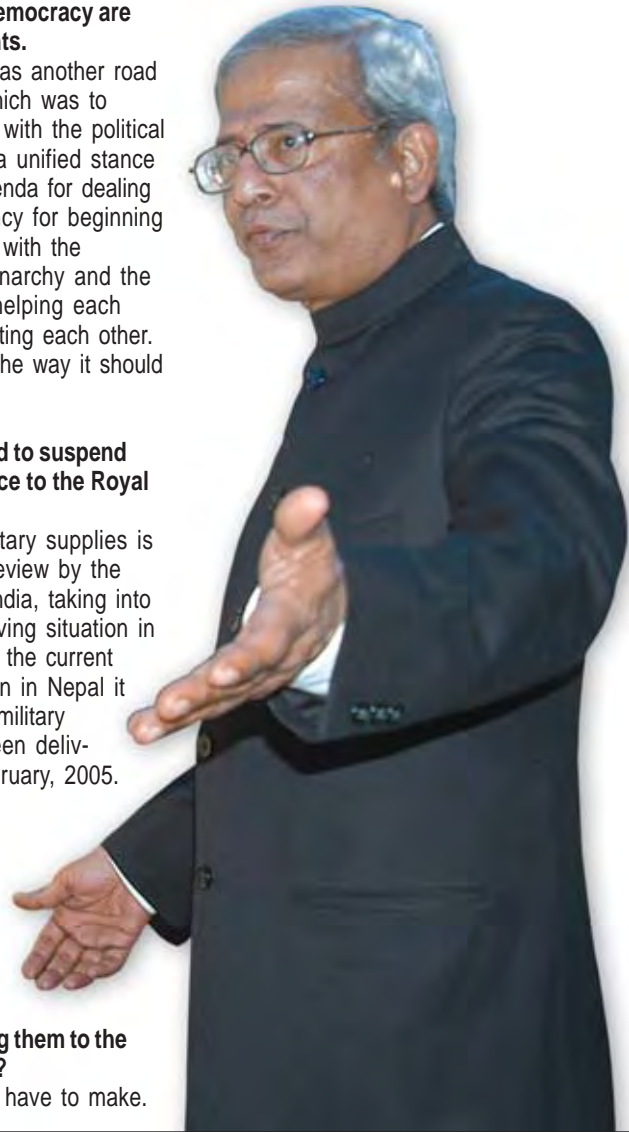 emocracy are
ts.
as another road
hich was to
with the political
a unified stance
enda for dealing
ncy for beginning
with the
narchy and the
helping each
ting each other.
he way it should
d to suspend
ce to the Royal
tary supplies is
eview by the
ndia, taking into
ving situation in
the current
n in Nepal it
military
een deliv-
ruary, 2005.
g them to the
?
have to make.